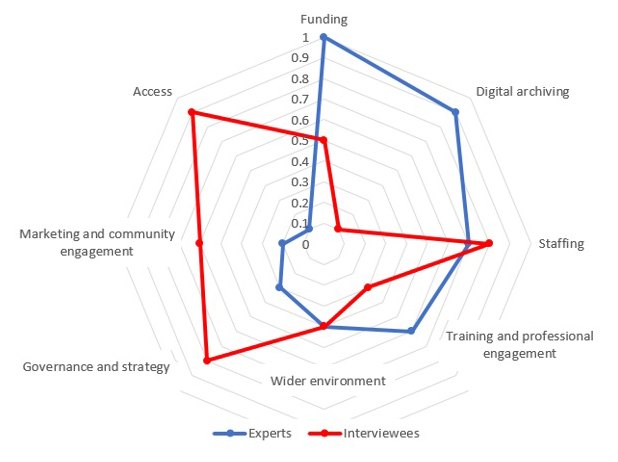 Funding
1
0.9
0.8
0.7
0.6
0.5
0.4
0.3
0.2
0.1
0
Digital archiving
Staffing
Training and professional
engagement
Wider environment
Governance and strategy
Marketing and community
engagement
Access
Experts
Interviewees